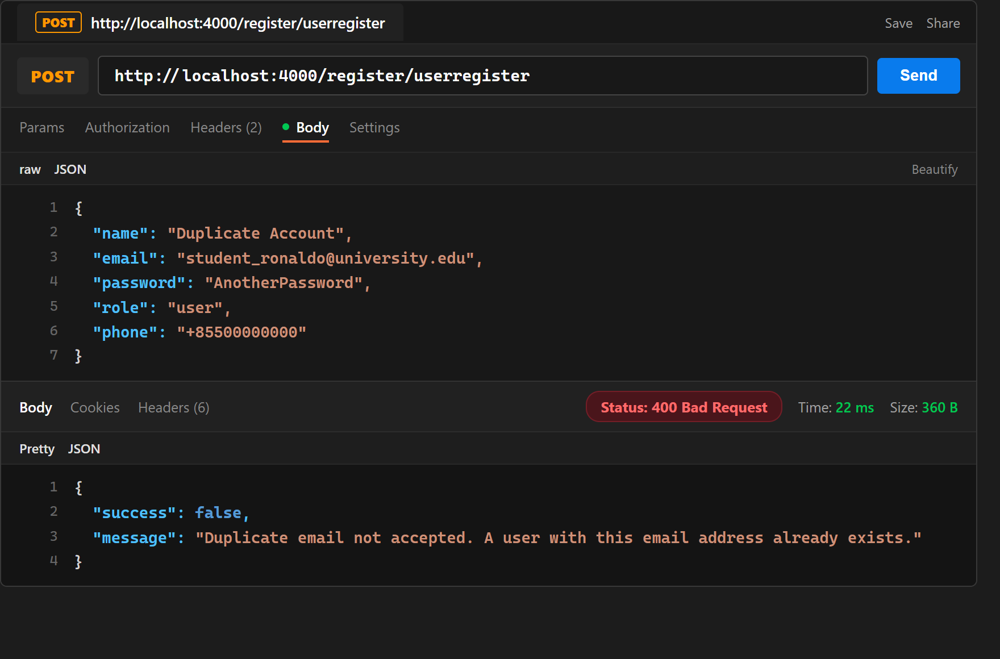 POST http://localhost:4000/register/userregister Save Share
POST http://localhost:4000/register/userregister Send
Params Authorization Headers (2) Body Settings
raw JSON Beautify
1 {
2 "name": "Duplicate Account",
3 "email": "student_ronaldo@university.edu",
4 "password": "AnotherPassword",
5 "role": "user",
6 "phone": "+85500000000"
7 }
Body Cookies Headers (6) Status: 400 Bad Request Time: 22 ms Size: 360 B
Pretty JSON
1 {
2 "success": false,
3 "message": "Duplicate email not accepted. A user with this email address already exists."
4 }